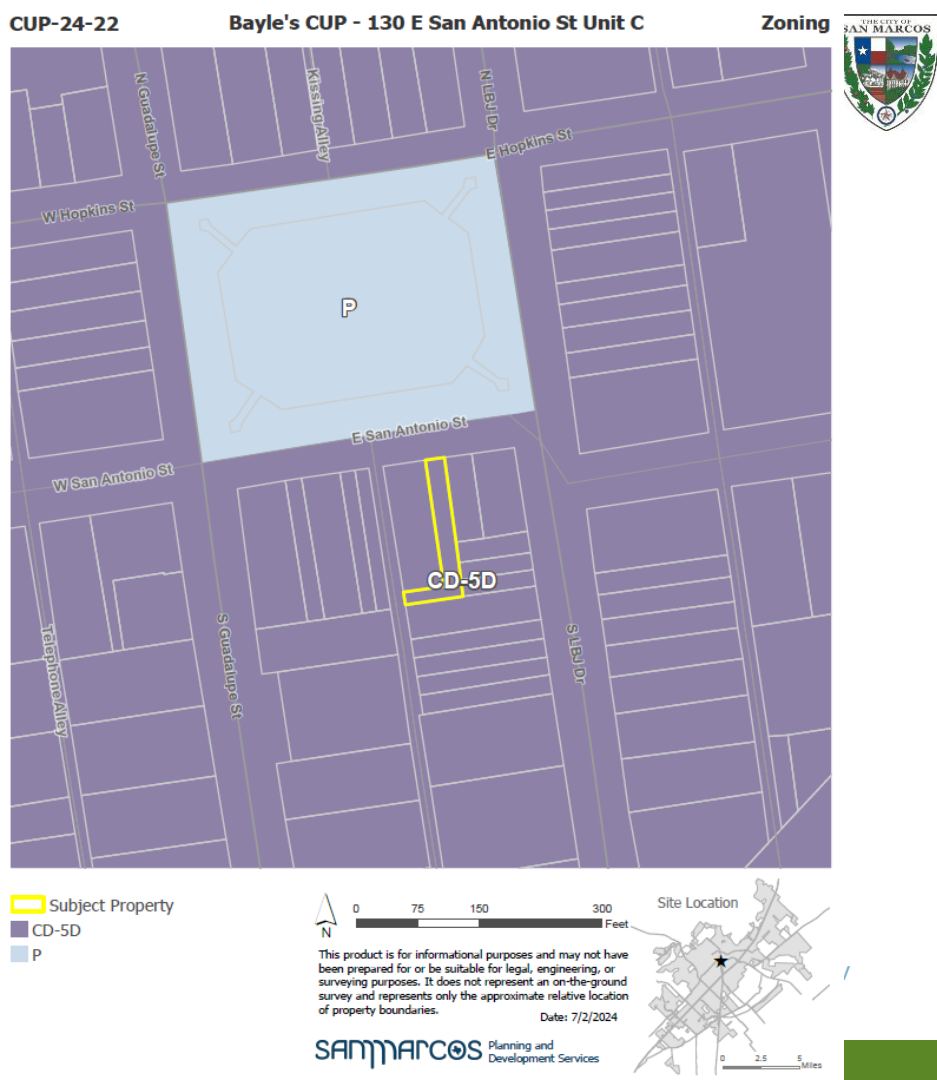 CUP-24-22
Bayle's CUP - 130 E San Antonio St Unit C
Zoning
THE CITY OF
SAN MARCOS
N Guadalupe St
Kissing Alley
N LBJ Dr
E Hopkins St
W Hopkins St
P
E San Antonio St
W San Antonio St
CD-5D
S Guadalupe St
S LBJ Dr
Telephone Alley
Subject Property
CD-5D
P
N
0 75 150 300
Feet
This product is for informational purposes and may not have
been prepared for or be suitable for legal, engineering, or
surveying purposes. It does not represent an on-the-ground
survey and represents only the approximate relative location
of property boundaries.
Date: 7/2/2024
SANMARCOS
Planning and
Development Services
Site Location
0 2.5 5
Miles